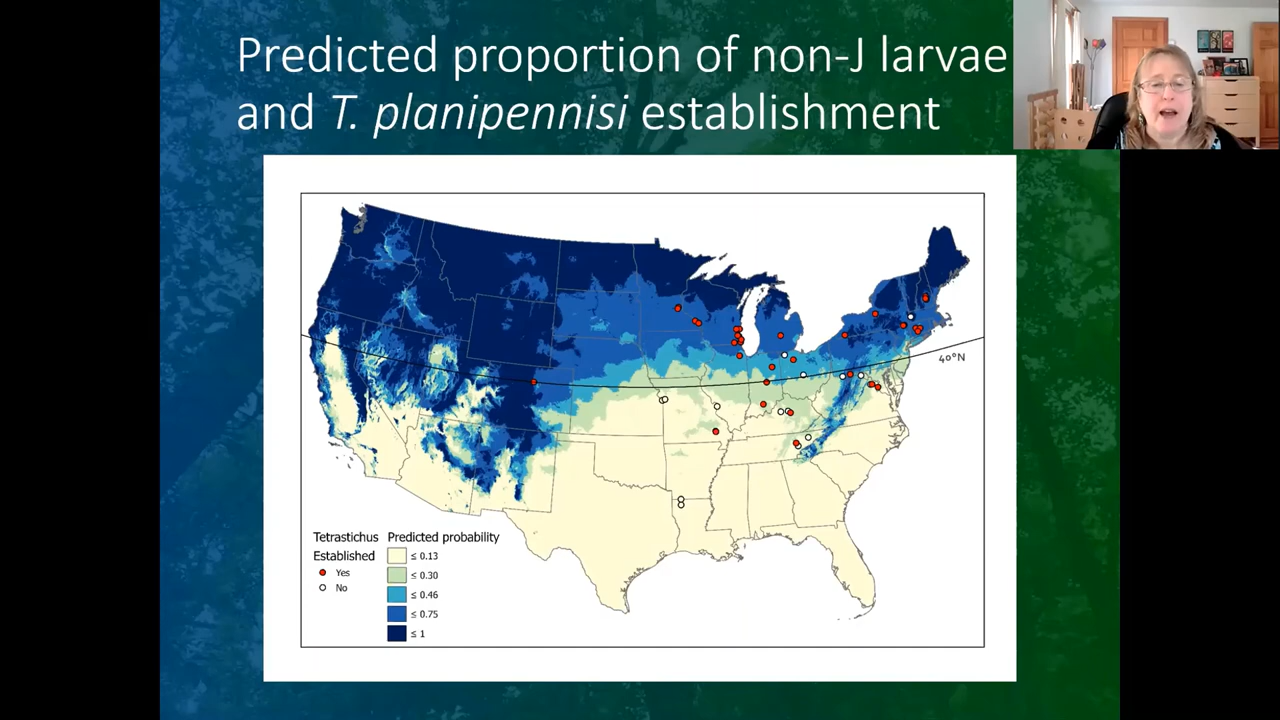 Predicted proportion of non-J larvae
and T. planipennisi establishment
40°N
Tetrastichus
Established
Yes
No
Predicted probability
≤ 0.13
≤ 0.30
≤ 0.46
≤ 0.75
≤ 1